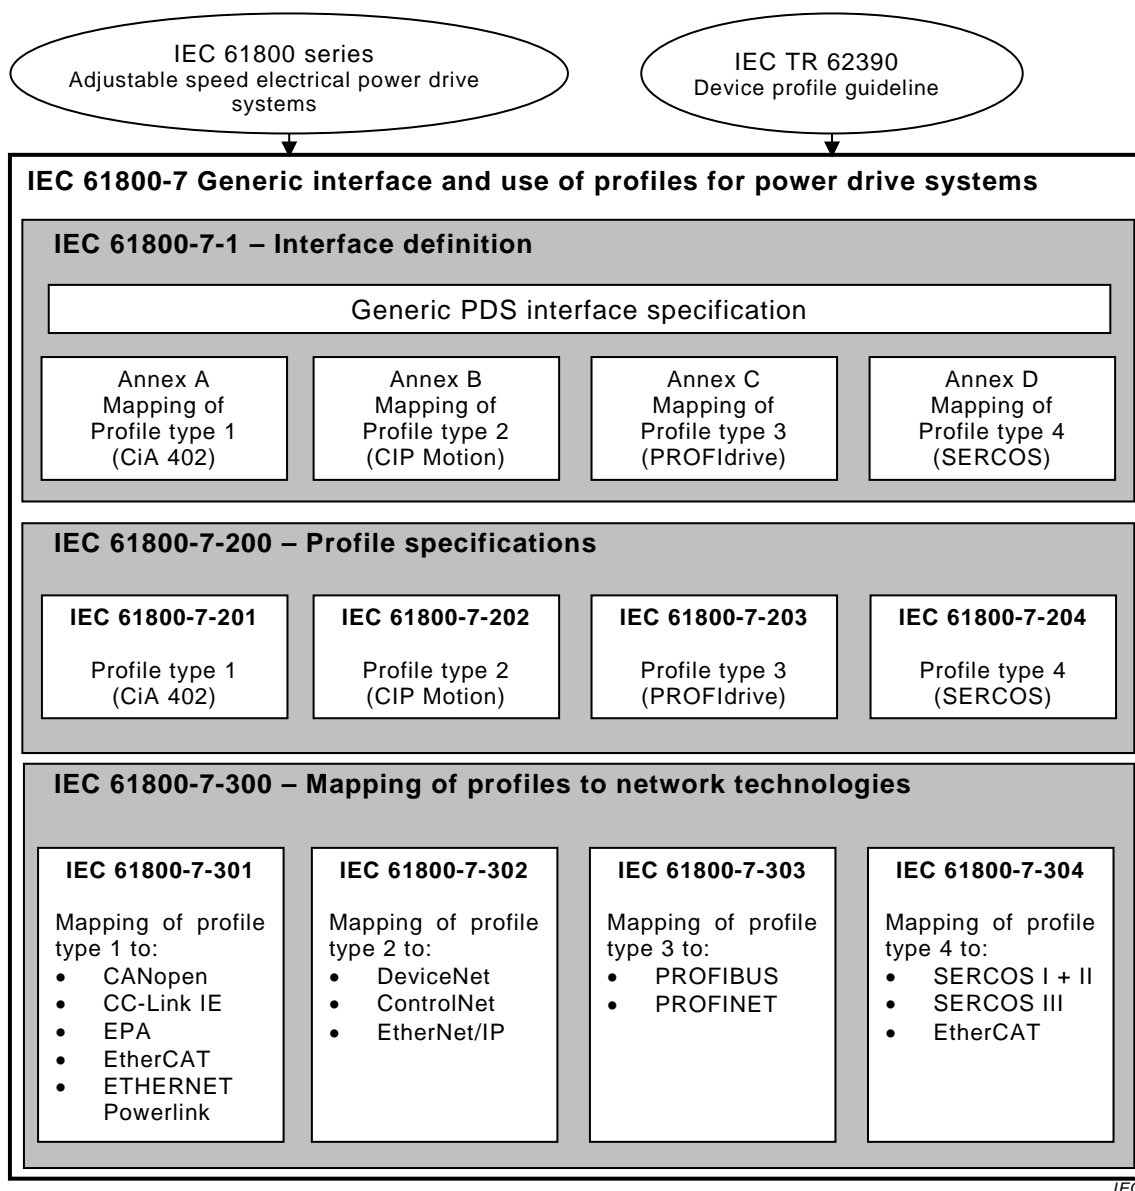 IEC 61800 series
Adjustable speed electrical power drive
systems
IEC TR 62390
Device profile guideline
IEC 61800-7 Generic interface and use of profiles for power drive systems
IEC 61800-7-1 – Interface definition
Generic PDS interface specification
Annex A
Mapping of
Profile type 1
(CiA 402)
Annex B
Mapping of
Profile type 2
(CIP Motion)
Annex C
Mapping of
Profile type 3
(PROFIdrive)
Annex D
Mapping of
Profile type 4
(SERCOS)
IEC 61800-7-200 – Profile specifications
IEC 61800-7-201
Profile type 1
(CiA 402)
IEC 61800-7-202
Profile type 2
(CIP Motion)
IEC 61800-7-203
Profile type 3
(PROFIdrive)
IEC 61800-7-204
Profile type 4
(SERCOS)
IEC 61800-7-300 – Mapping of profiles to network technologies
IEC 61800-7-301
Mapping of profile
type 1 to:
• CANopen
• CC-Link IE
• EPA
• EtherCAT
• ETHERNET
Powerlink
IEC 61800-7-302
Mapping of profile
type 2 to:
• DeviceNet
• ControlNet
• EtherNet/IP
IEC 61800-7-303
Mapping of profile
type 3 to:
• PROFIBUS
• PROFINET
IEC 61800-7-304
Mapping of profile
type 4 to:
• SERCOS I + II
• SERCOS III
• EtherCAT
IEC